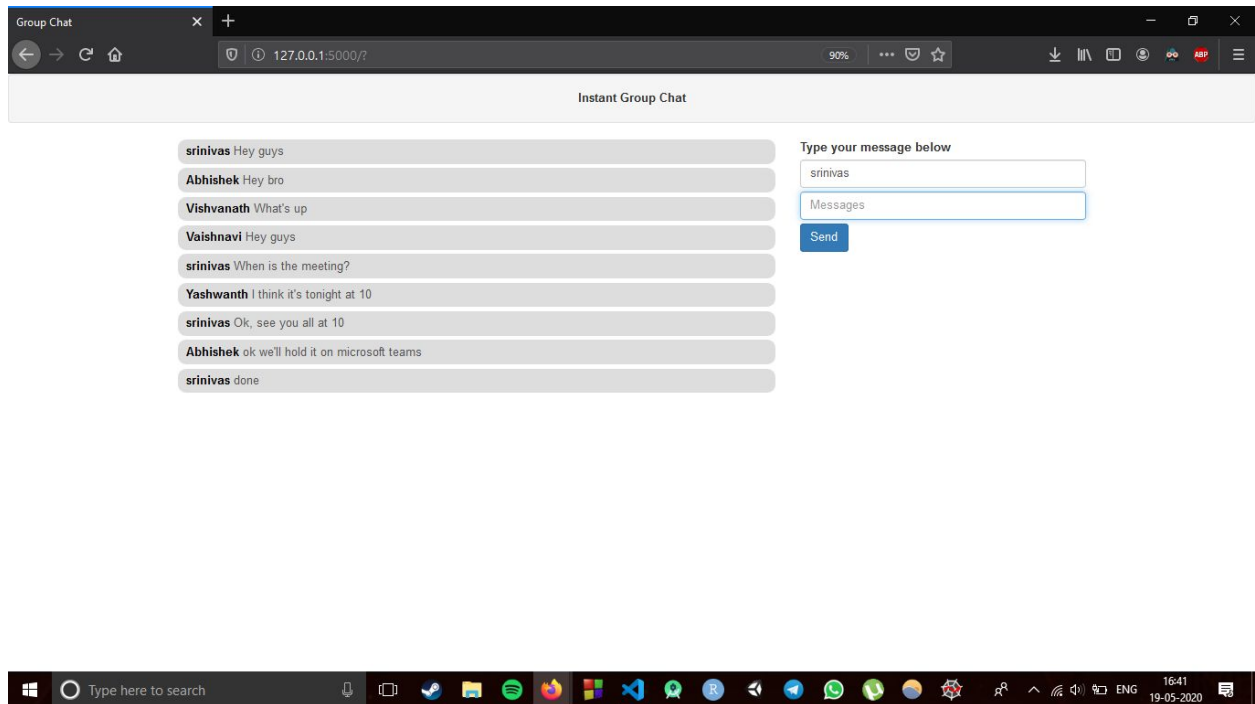 Group Chat
127.0.0.1:5000/?
90%
ABP
Instant Group Chat
srinivas Hey guys
Abhishek Hey bro
Vishvanath What's up
Vaishnavi Hey guys
srinivas When is the meeting?
Yashwanth I think it's tonight at 10
srinivas Ok, see you all at 10
Abhishek ok we'll hold it on microsoft teams
srinivas done
Type your message below
srinivas
Messages
Send
Type here to search
R
ENG
16:41
19-05-2020